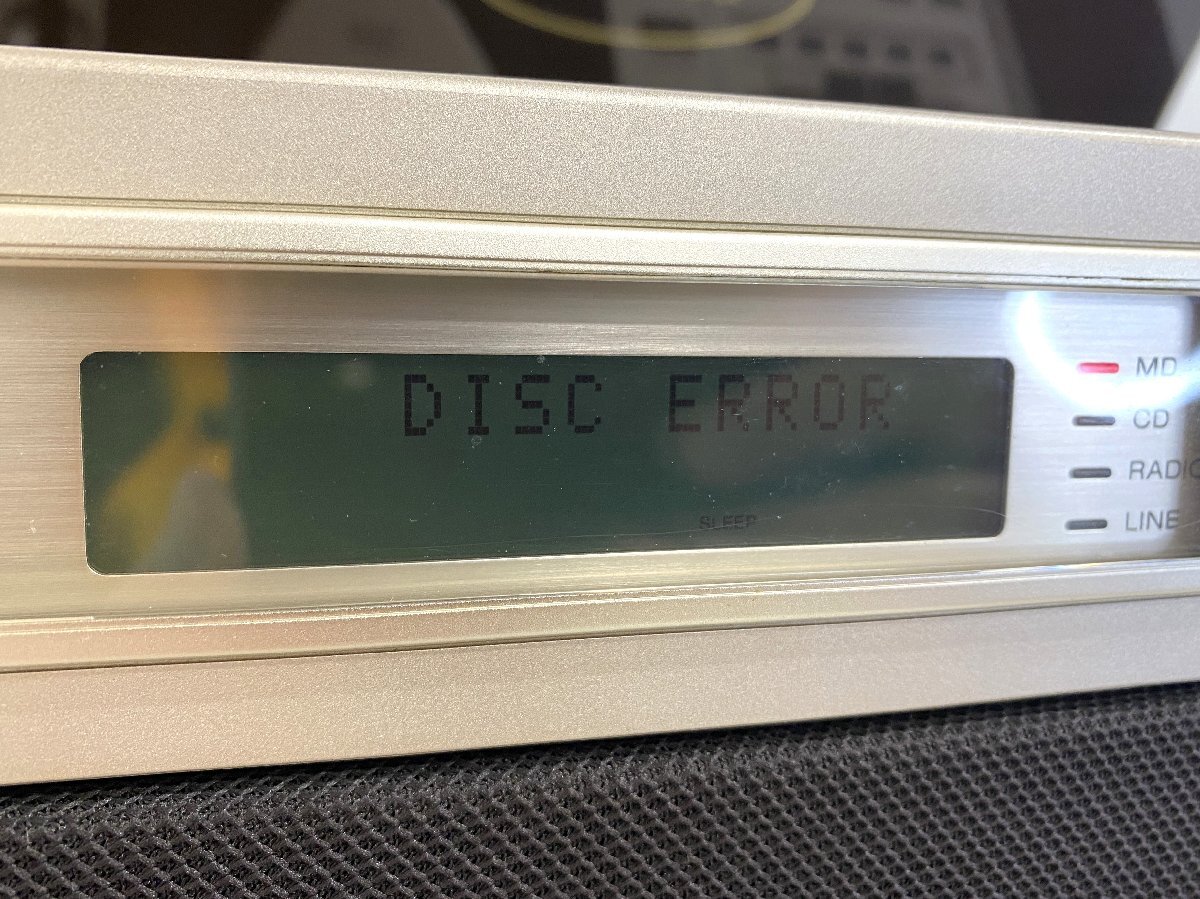 DISC ERROR
SLEEP
MD
CD
RADIO
LINE